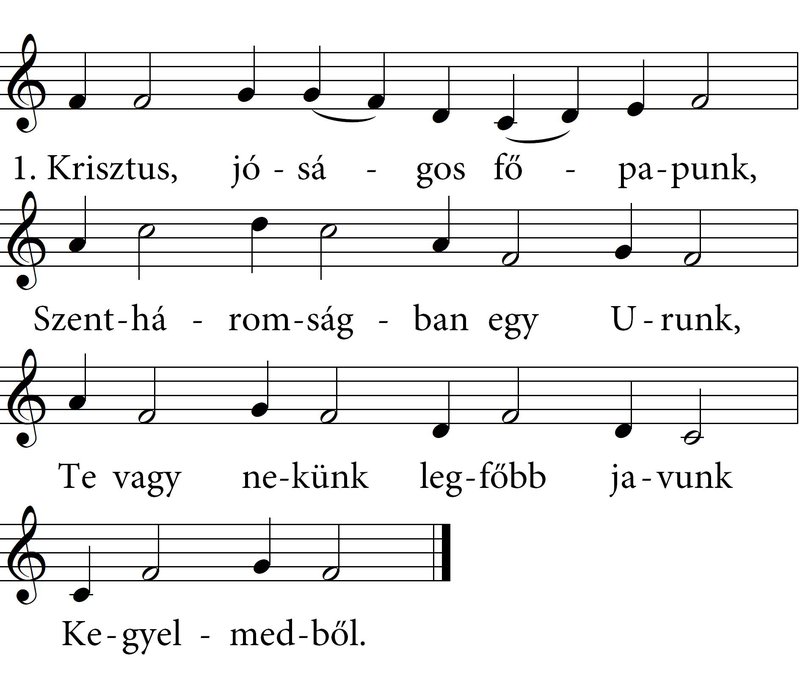 1. Krisztus, jó - sá - gos fő - pa-punk,
Szent-há - rom-ság - ban egy U - runk,
Te vagy ne-künk leg-főbb ja-vunk
Ke-gyel - med-ből.